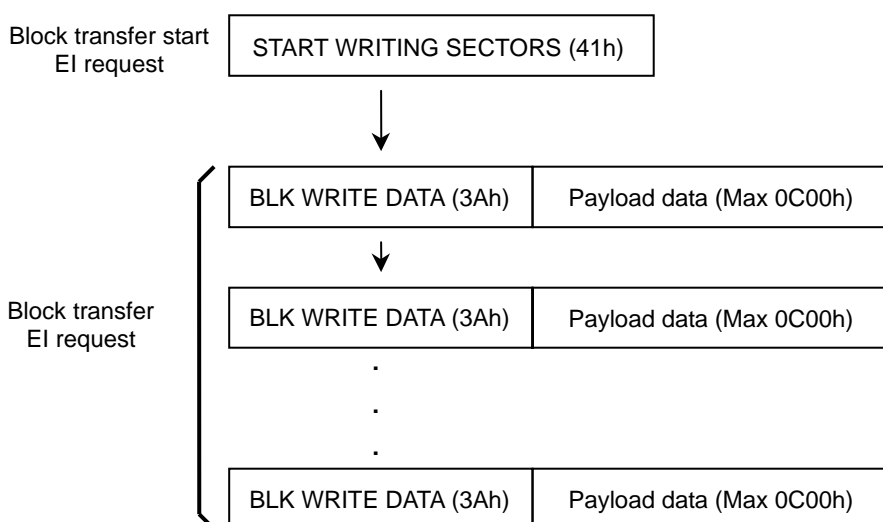 Block transfer start
EI request
START WRITING SECTORS (41h)
BLK WRITE DATA (3Ah) Payload data (Max 0C00h)
Block transfer
EI request
BLK WRITE DATA (3Ah) Payload data (Max 0C00h)
.
.
.
BLK WRITE DATA (3Ah) Payload data (Max 0C00h)